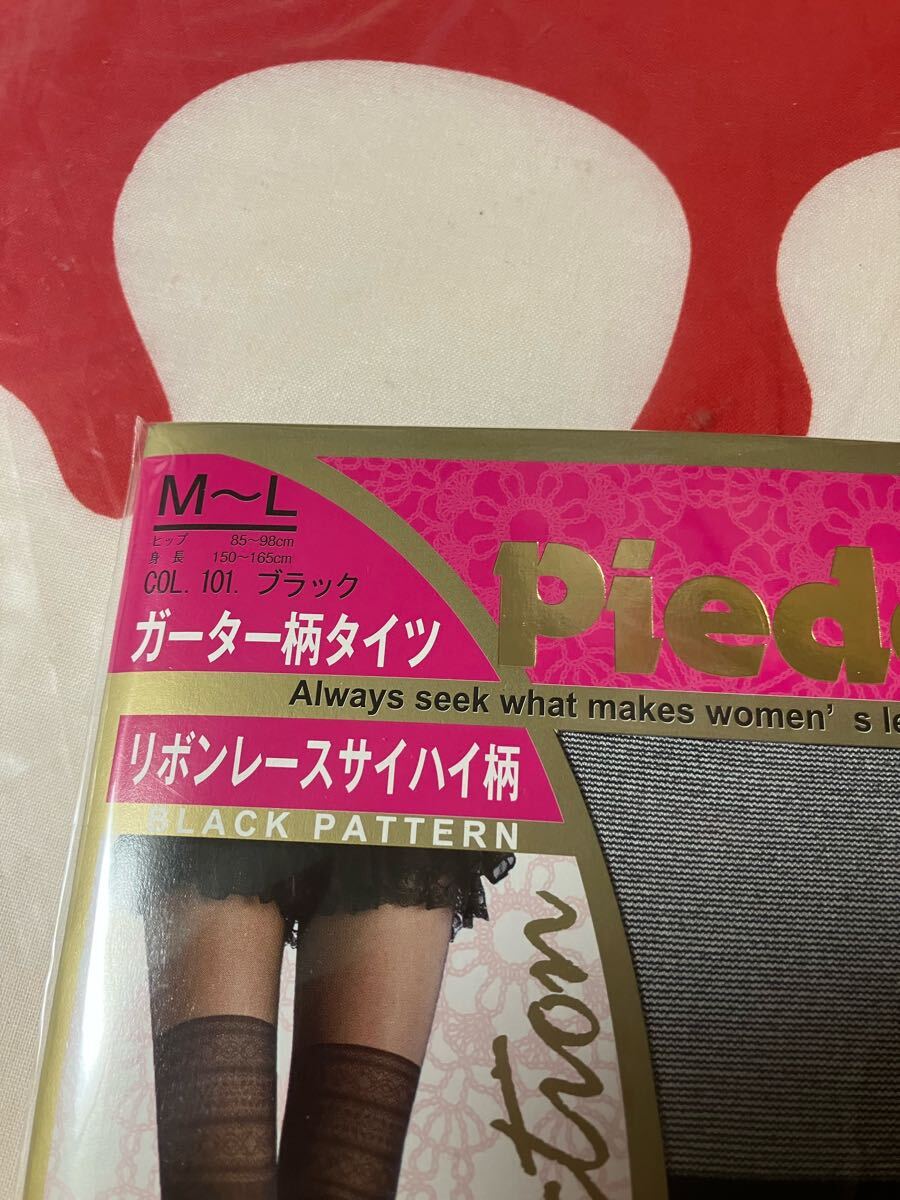 M～L
ヒップ 85～98cm
身長 150～165cm
COL. 101. ブラック
ガーター柄タイツ
Pied
Always seek what makes women's le
リボンレースサイハイ柄
BLACK PATTERN
ction